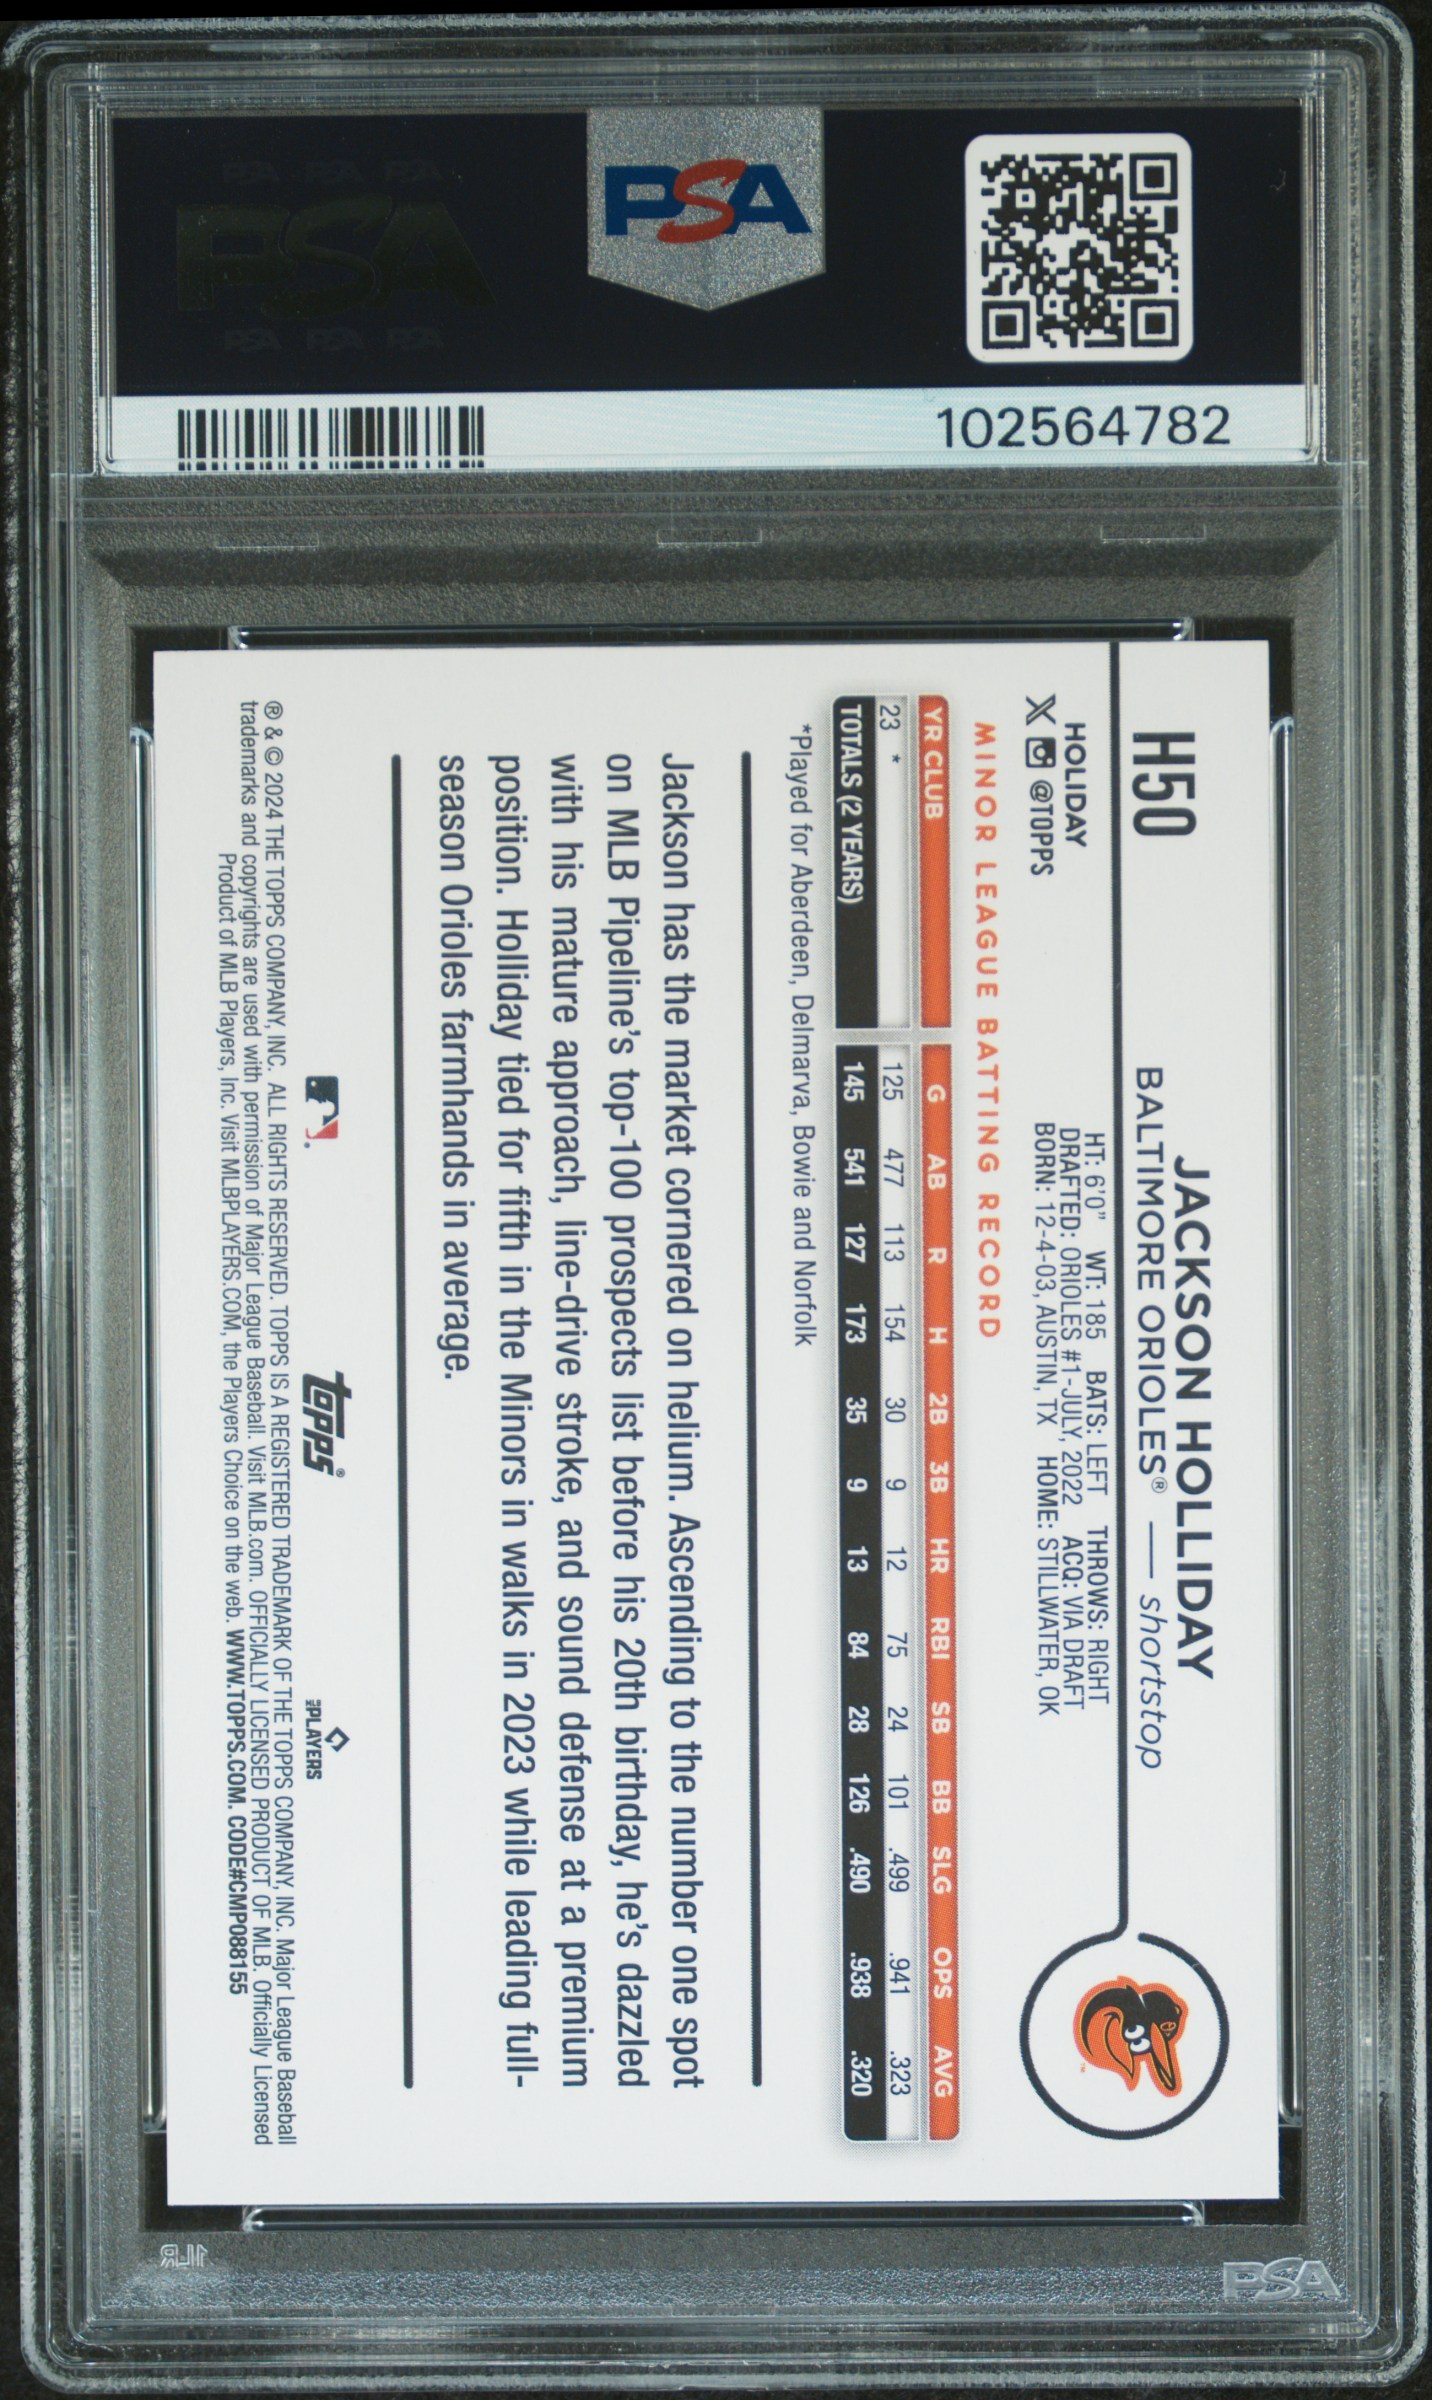 PSA PSA PSA
PSA
PSA PSA PSA
PSA
102564782
H50
JACKSON HOLLIDAY
BALTIMORE ORIOLES® — shortstop
HOLIDAY
X @TOPPS
HT: 6'0" WT: 185 BATS: LEFT THROWS: RIGHT
DRAFTED: ORIOLES #1-JULY, 2022 ACQ: VIA DRAFT
BORN: 12-4-03, AUSTIN, TX HOME: STILLWATER, OK
MINOR LEAGUE BATTING RECORD
YR CLUB G AB R H 2B 3B HR RBI SB BB SLG OPS AVG
23 * 125 477 113 154 30 9 12 75 24 101 .499 .941 .323
TOTALS (2 YEARS) 145 541 127 173 35 9 13 84 28 126 .490 .938 .320
*Played for Aberdeen, Delmarva, Bowie and Norfolk
Jackson has the market cornered on helium. Ascending to the number one spot
on MLB Pipeline's top-100 prospects list before his 20th birthday, he's dazzled
with his mature approach, line-drive stroke, and sound defense at a premium
position. Holliday tied for fifth in the Minors in walks in 2023 while leading full-
season Orioles farmhands in average.
topps®
PLAYERS
® & © 2024 THE TOPPS COMPANY, INC. ALL RIGHTS RESERVED. TOPPS IS A REGISTERED TRADEMARK OF THE TOPPS COMPANY, INC. Major League Baseball
trademarks and copyrights are used with permission of Major League Baseball. Visit MLB.com. OFFICIALLY LICENSED PRODUCT OF MLB. Officially Licensed
Product of MLB Players, Inc. Visit MLBPLAYERS.COM, the Players Choice on the web. WWW.TOPPS.COM. CODE#CMP088155
PSA